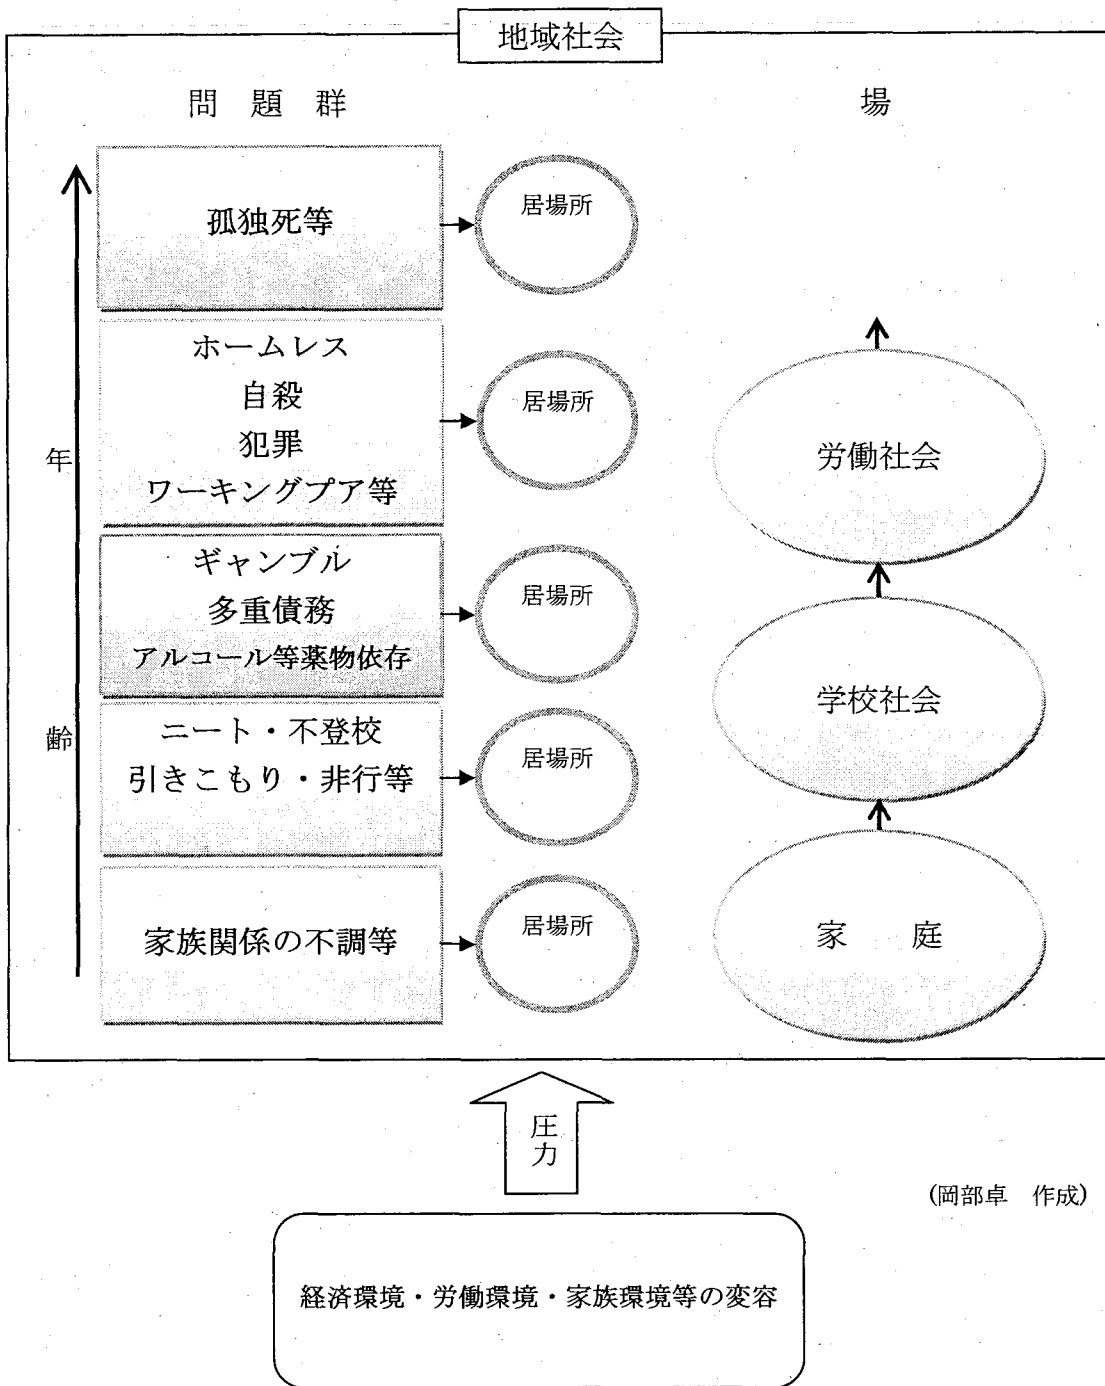 地域社会
問 題 群
場
孤独死等
居場所
ホームレス
自殺
犯罪
ワーキングプア等
居場所
労働社会
年
ギャンブル
多重債務
アルコール等薬物依存
居場所
学校社会
齢
ニート・不登校
引きこもり・非行等
居場所
家族関係の不調等
居場所
家 庭
圧力
(岡部卓 作成)
経済環境・労働環境・家族環境等の変容